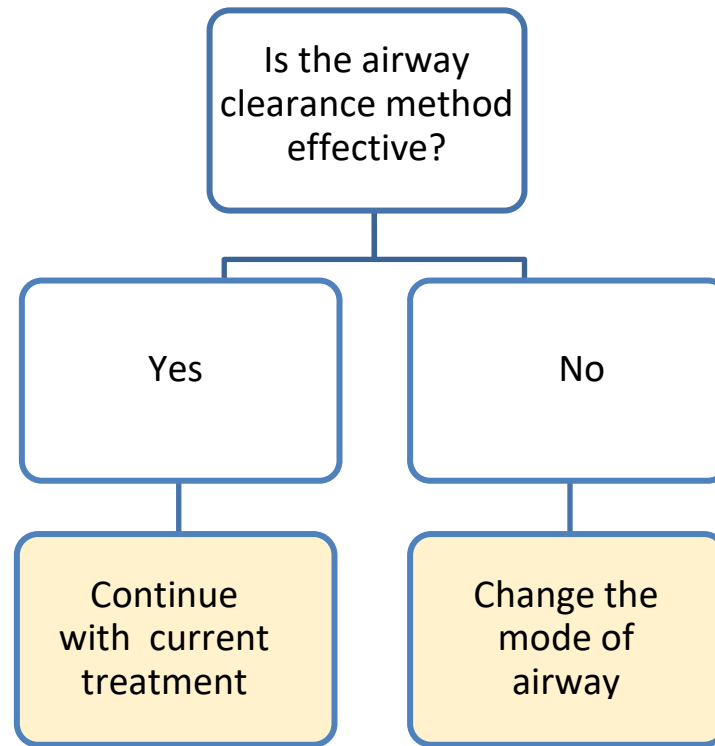 Is the airway
clearance method
effective?
Yes
No
Continue
with  current
treatment
Change the
mode of
airway